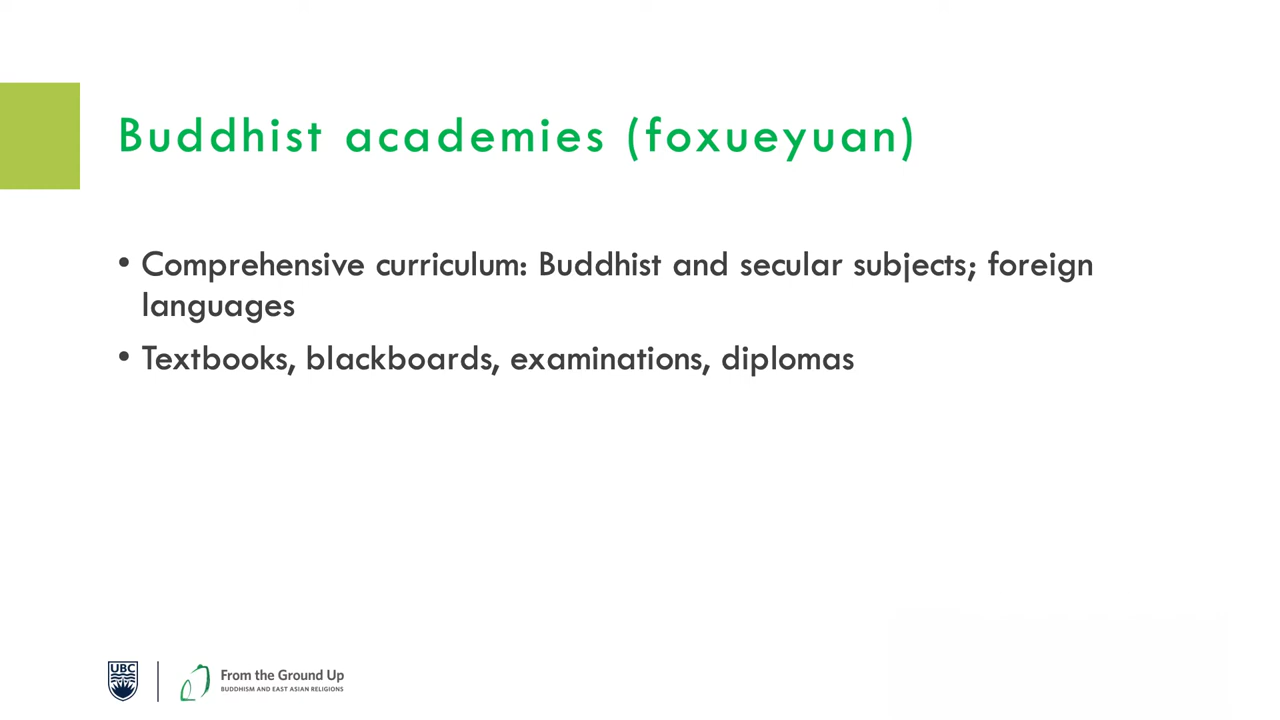 Buddhist academies (foxueyuan)
• Comprehensive curriculum: Buddhist and secular subjects; foreign
languages
• Textbooks, blackboards, examinations, diplomas
UBC
From the Ground Up
BUDDHISM AND EAST ASIAN RELIGIONS